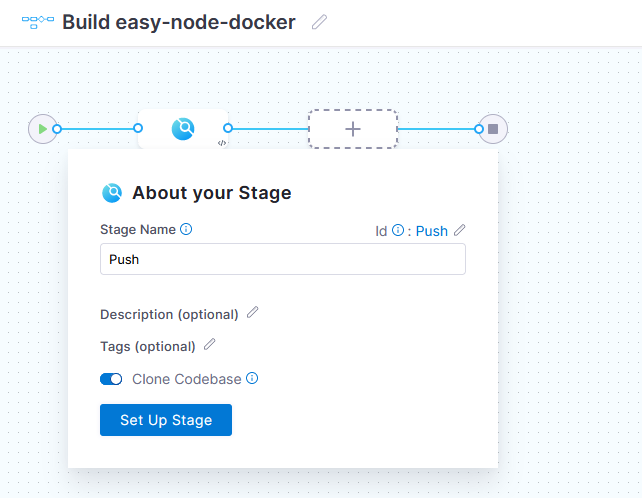 Build easy-node-docker
</>
About your Stage
Stage Name
Id : Push
Push
Description (optional)
Tags (optional)
Clone Codebase
Set Up Stage